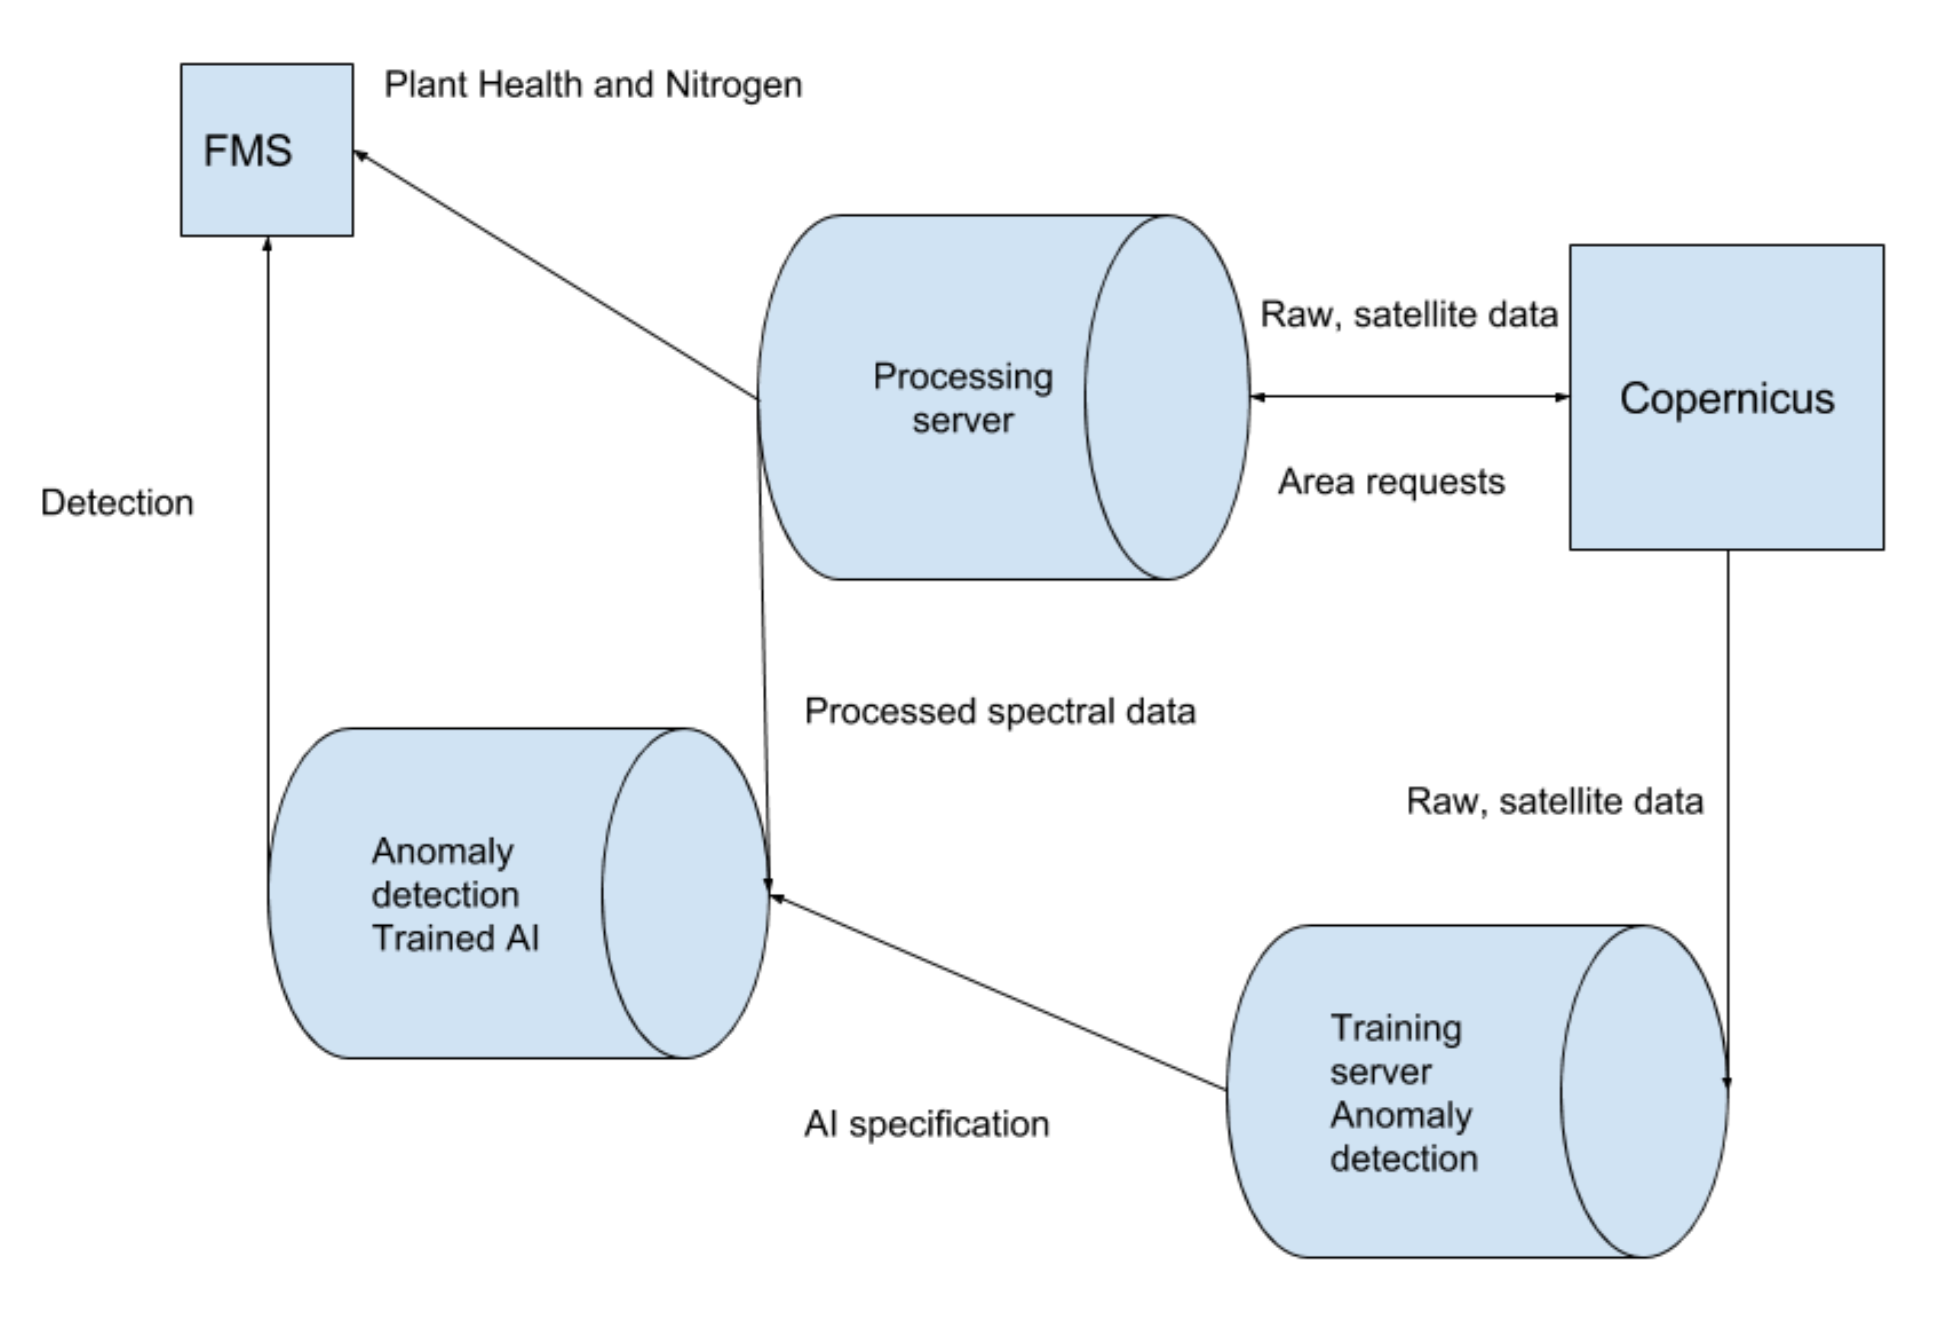 Plant Health and Nitrogen
FMS
Raw, satellite data
Processing
server
Copernicus
Area requests
Detection
Processed spectral data
Raw, satellite data
Anomaly
detection
Trained AI
Training
server
Anomaly
detection
AI specification